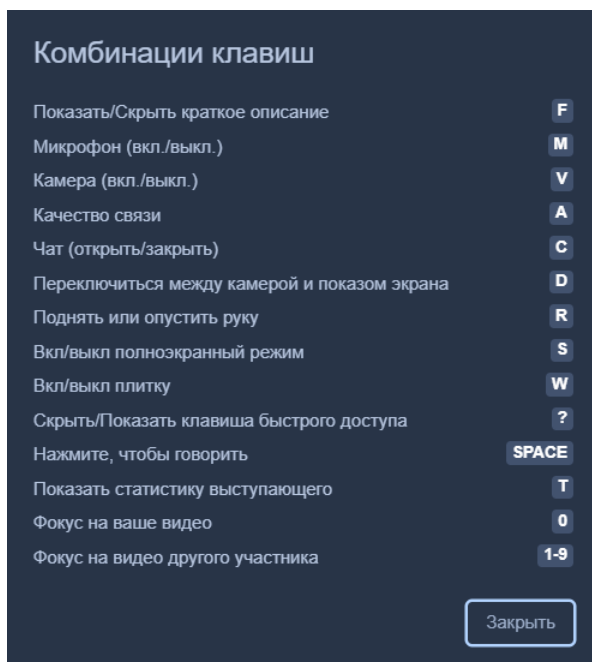 Комбинации клавиш
Показать/Скрыть краткое описание F
Микрофон (вкл./выкл.) M
Камера (вкл./выкл.) V
Качество связи A
Чат (открыть/закрыть) C
Переключиться между камерой и показом экрана D
Поднять или опустить руку R
Вкл/выкл полноэкранный режим S
Вкл/выкл плитку W
Скрыть/Показать клавиша быстрого доступа ?
Нажмите, чтобы говорить SPACE
Показать статистику выступающего T
Фокус на ваше видео 0
Фокус на видео другого участника 1-9
Закрыть